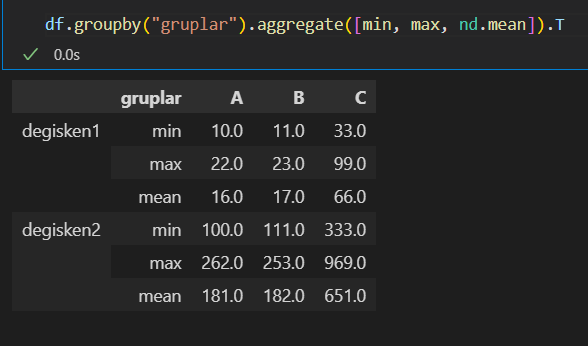 df.groupby("gruplar").aggregate([min, max, nd.mean]).T
0.0s
gruplar A B C
degisken1 min 10.0 11.0 33.0
max 22.0 23.0 99.0
mean 16.0 17.0 66.0
degisken2 min 100.0 111.0 333.0
max 262.0 253.0 969.0
mean 181.0 182.0 651.0